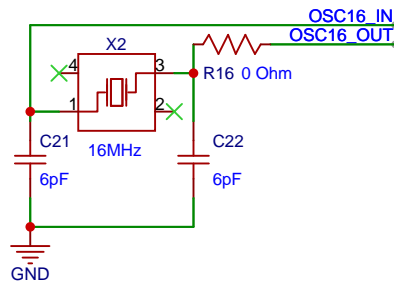 OSC16_IN
OSC16_OUT
X2
4
3
R16 0 Ohm
1
2
C21
16MHz
C22
6pF
6pF
GND